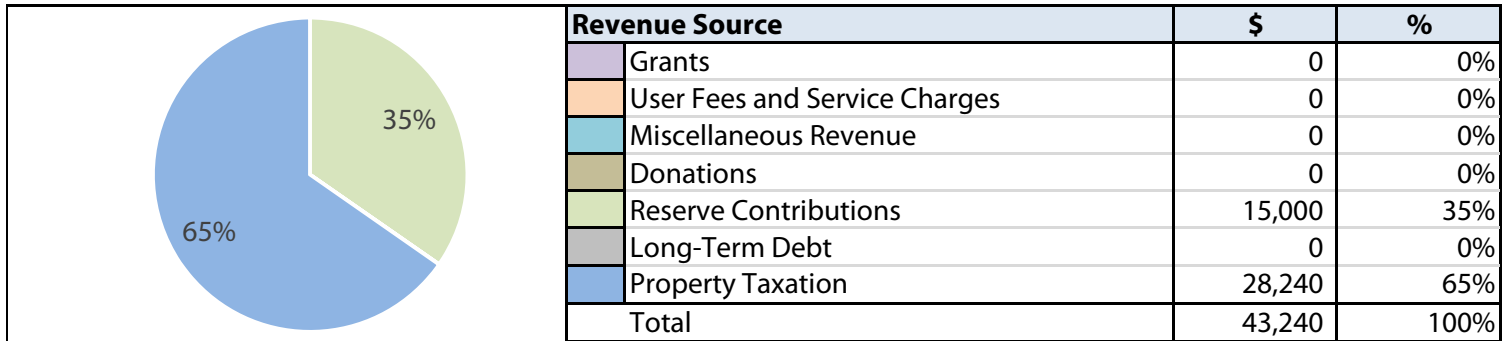 35%
65%
Revenue Source $ %
Grants 0 0%
User Fees and Service Charges 0 0%
Miscellaneous Revenue 0 0%
Donations 0 0%
Reserve Contributions 15,000 35%
Long-Term Debt 0 0%
Property Taxation 28,240 65%
Total 43,240 100%